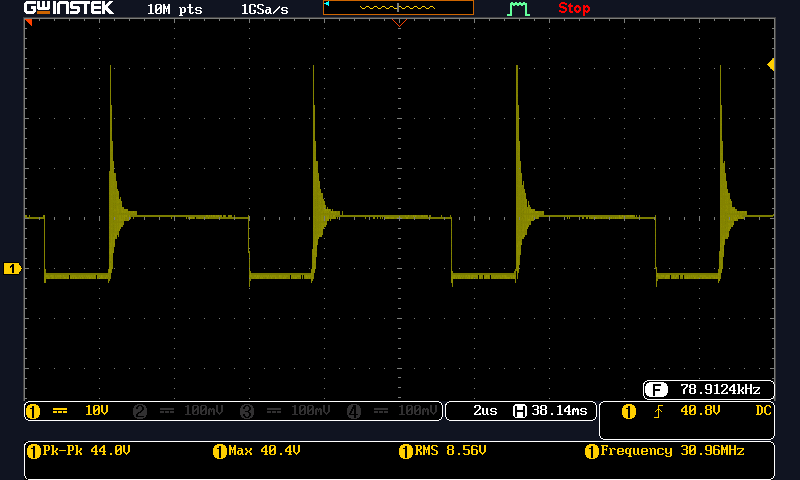 GWINSTEK 10M pts 1GSa/s Stop
1
F 78.9124kHz
1 10V 2 100mV 3 100mV 4 100mV 2us H 38.14ms 1 40.8V DC
1 Pk-Pk 44.0V 1 Max 40.4V 1 RMS 8.56V 1 Frequency 30.96MHz